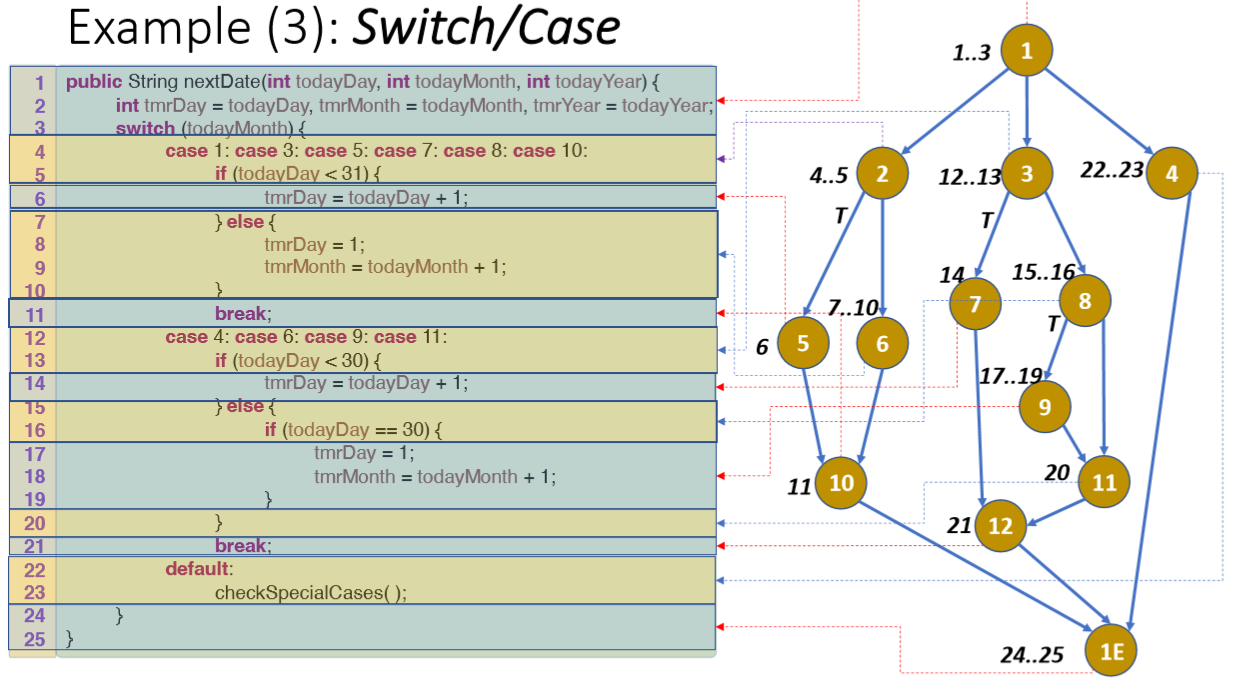 Example (3): Switch/Case
1 public String nextDate(int todayDay, int todayMonth, int todayYear) {
2 int tmrDay = todayDay, tmrMonth = todayMonth, tmrYear = todayYear;
3 switch (todayMonth) {
4 case 1: case 3: case 5: case 7: case 8: case 10:
5 if (todayDay < 31) {
6 tmrDay = todayDay + 1;
7 } else {
8 tmrDay = 1;
9 tmrMonth = todayMonth + 1;
10 }
11 break;
12 case 4: case 6: case 9: case 11:
13 if (todayDay < 30) {
14 tmrDay = todayDay + 1;
15 } else {
16 if (todayDay == 30) {
17 tmrDay = 1;
18 tmrMonth = todayMonth + 1;
19 }
20 }
21 break;
22 default:
23 checkSpecialCases( );
24 }
25 }
1..3 1
4..5 2 12..13 3 22..23 4
T T
14 7 15..16 8
7..10 T
6 5 6
17..19 9
11 10 20 11
21 12
24..25 1E